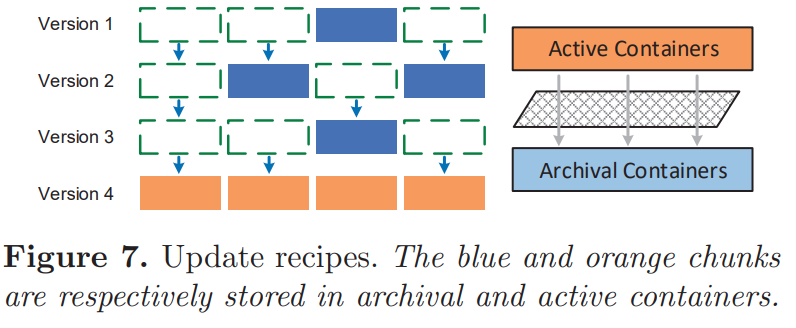 Version 1
Version 2
Version 3
Version 4
Active Containers
Archival Containers
Figure 7. Update recipes. The blue and orange chunks
are respectively stored in archival and active containers.